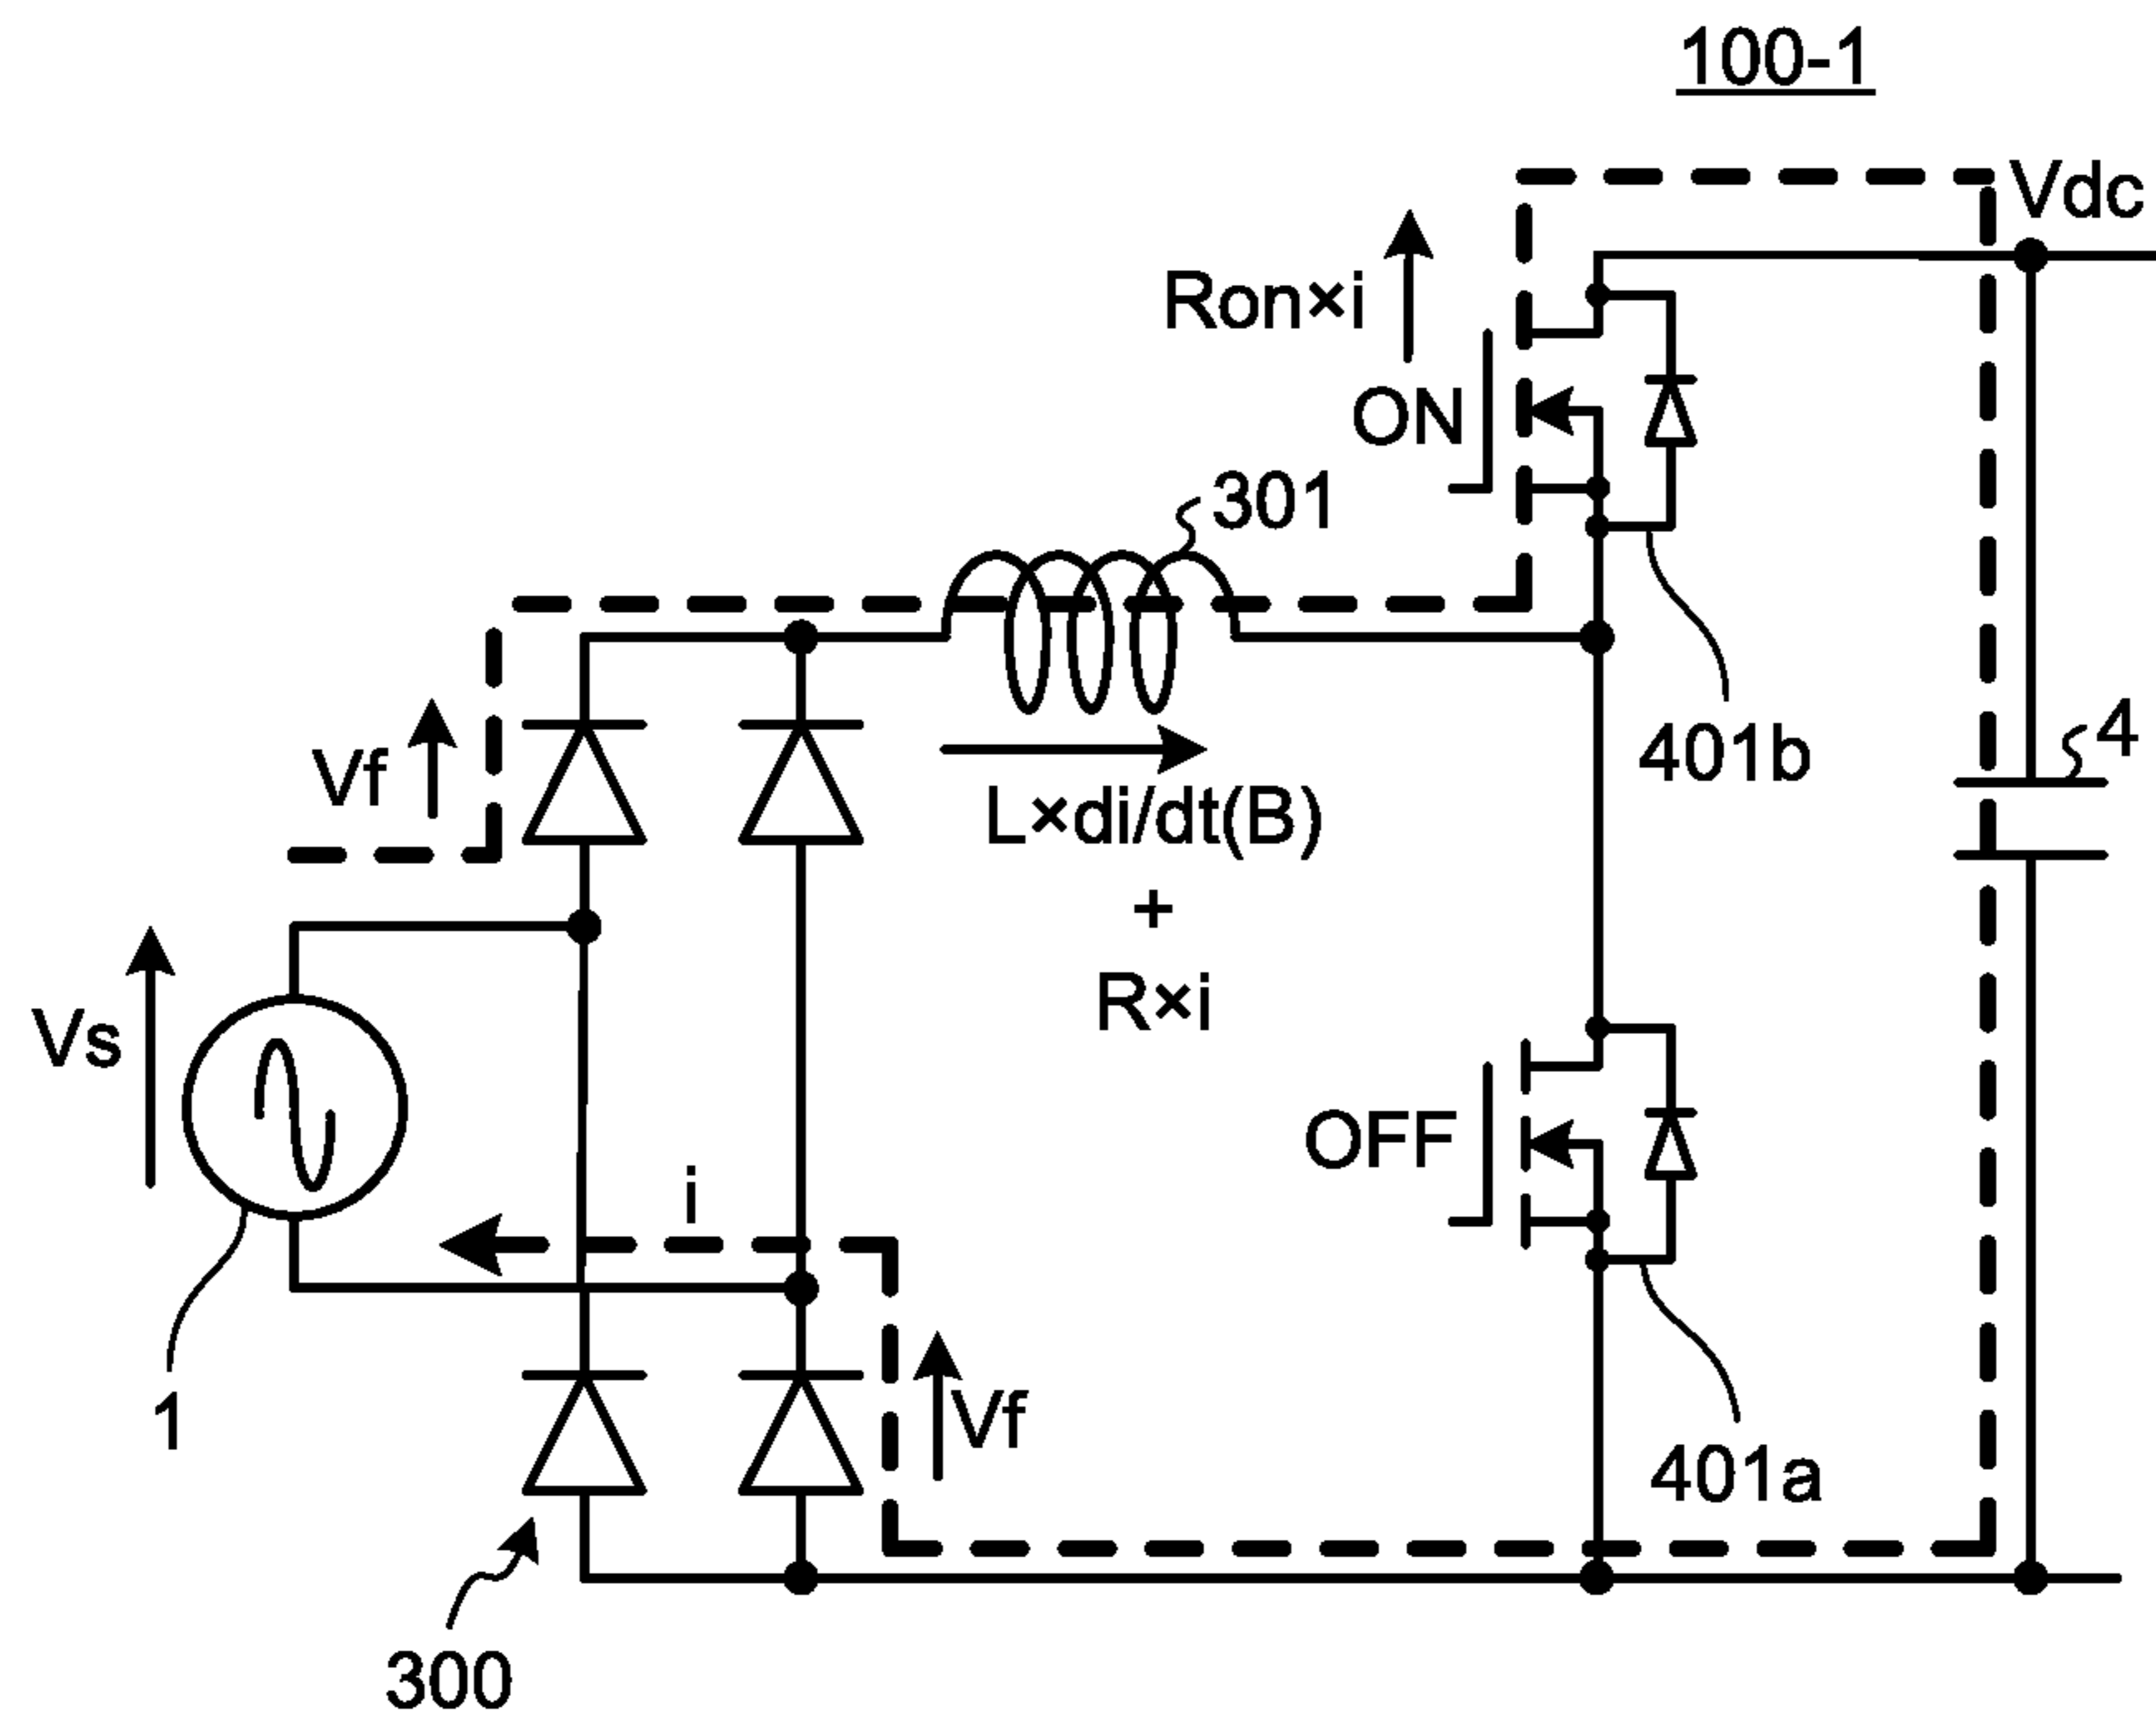 100-1
Vdc
Ron×i
ON
301
401b
4
Vf
L×di/dt(B)
+
R×i
Vs
OFF
i
1
Vf
401a
300